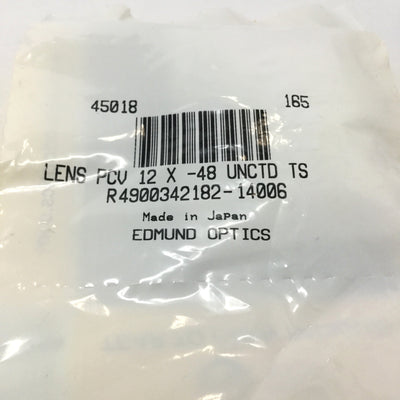 45018 165
LENS PCV 12 X -48 UNCTD TS
R4900342182-14006
Made in Japan
EDMUND OPTICS